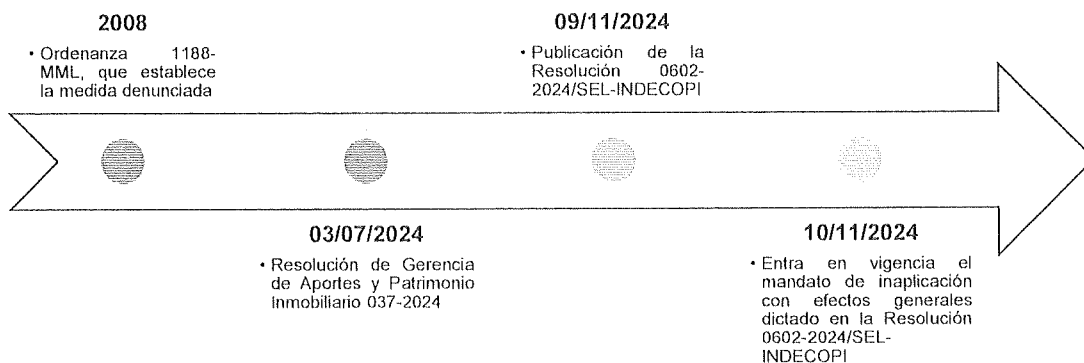 2008
• Ordenanza 1188-
MML, que establece
la medida denunciada
09/11/2024
• Publicación de la
Resolución 0602-
2024/SEL-INDECOPI
03/07/2024
• Resolución de Gerencia
de Aportes y Patrimonio
Inmobiliario 037-2024
10/11/2024
• Entra en vigencia el
mandato de inaplicación
con efectos generales
dictado en la Resolución
0602-2024/SEL-
INDECOPI